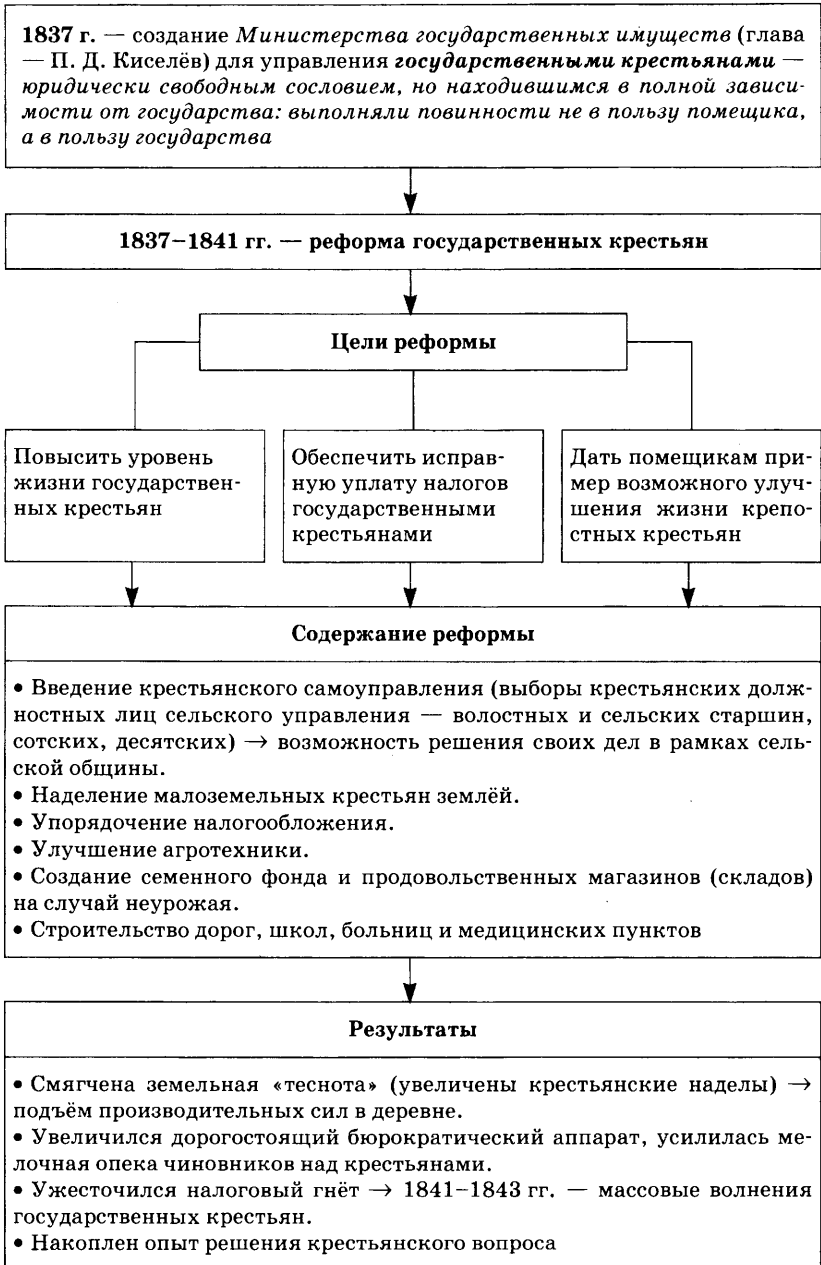 1837 г. — создание Министерства государственных имуществ (глава
— П. Д. Киселёв) для управления государственными крестьянами —
юридически свободным сословием, но находившимся в полной зависи-
мости от государства: выполняли повинности не в пользу помещика,
а в пользу государства
1837–1841 гг. — реформа государственных крестьян
Цели реформы
Повысить уровень
жизни государствен-
ных крестьян
Обеспечить исправ-
ную уплату налогов
государственными
крестьянами
Дать помещикам при-
мер возможного улуч-
шения жизни крепо-
стных крестьян
Содержание реформы
• Введение крестьянского самоуправления (выборы крестьянских долж-
ностных лиц сельского управления — волостных и сельских старшин,
сотских, десятских) → возможность решения своих дел в рамках сель-
ской общины.
• Наделение малоземельных крестьян землёй.
• Упорядочение налогообложения.
• Улучшение агротехники.
• Создание семенного фонда и продовольственных магазинов (складов)
на случай неурожая.
• Строительство дорог, школ, больниц и медицинских пунктов
Результаты
• Смягчена земельная «теснота» (увеличены крестьянские наделы) →
подъём производительных сил в деревне.
• Увеличился дорогостоящий бюрократический аппарат, усилилась ме-
лочная опека чиновников над крестьянами.
• Ужесточился налоговый гнёт → 1841–1843 гг. — массовые волнения
государственных крестьян.
• Накоплен опыт решения крестьянского вопроса